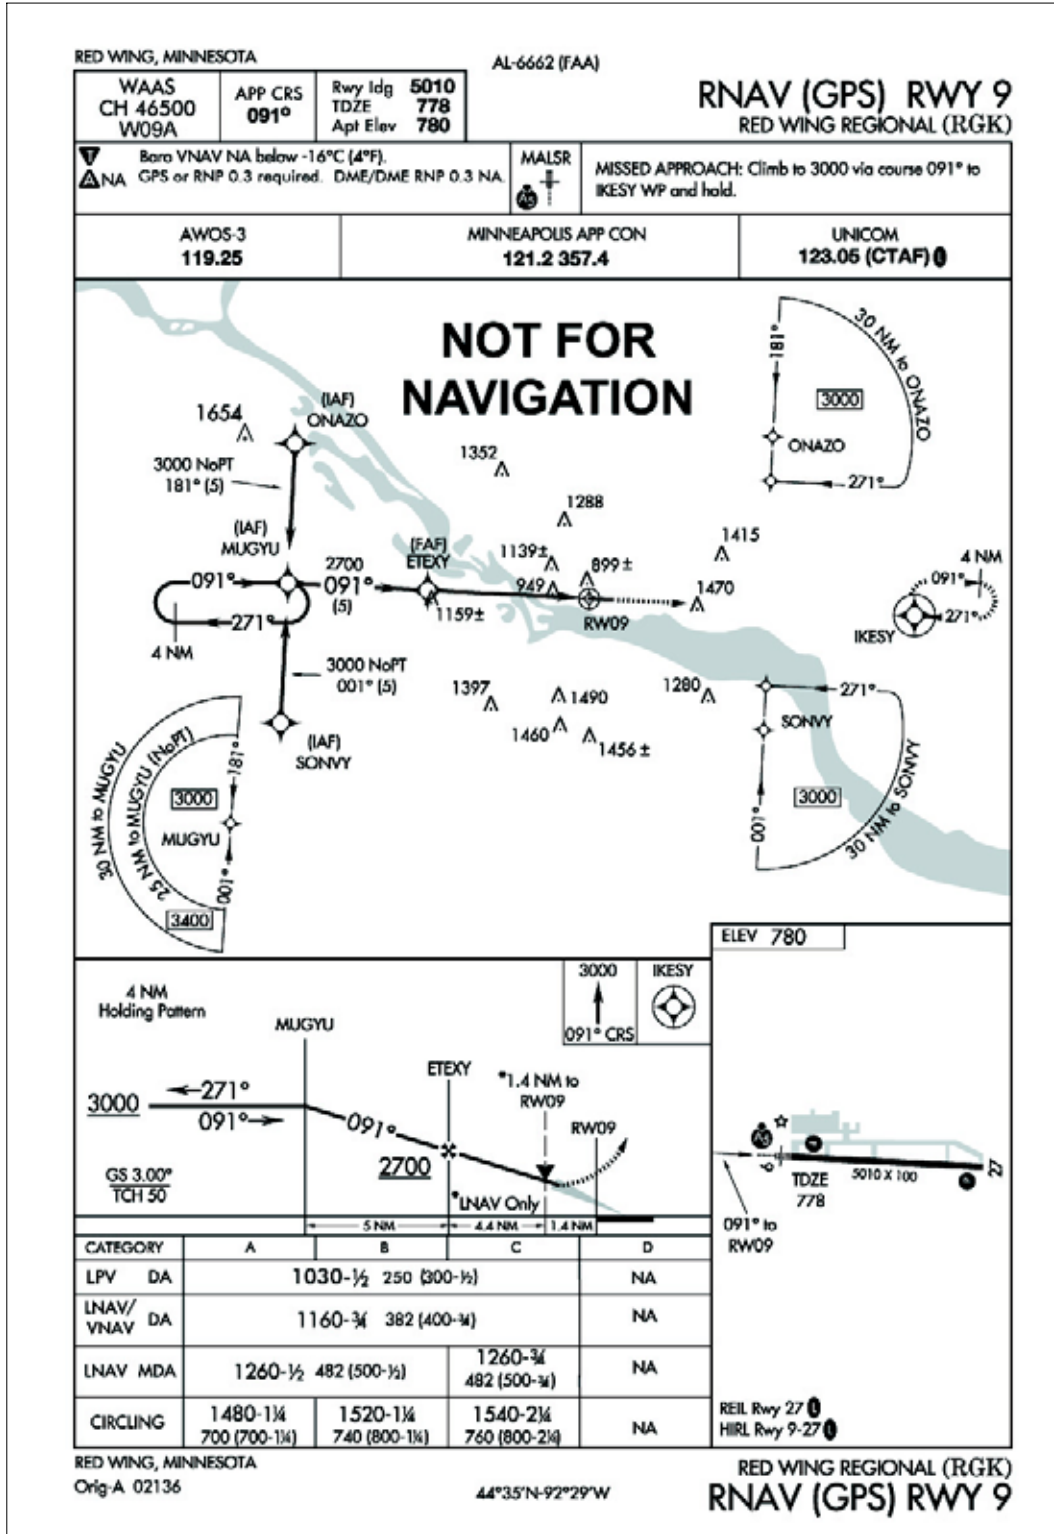 RED WING, MINNESOTA
AL-6662 (FAA)
WAAS
CH 46500
W09A
APP CRS
091°
Rwy ldg 5010
TDZE 778
Apt Elev 780
RNAV (GPS) RWY 9
RED WING REGIONAL (RGK)
T
A NA
Baro VNAV NA below -16°C (4°F).
GPS or RNP 0.3 required. DME/DME RNP 0.3 NA.
MALSR
A5
MISSED APPROACH: Climb to 3000 via course 091° to
IKESY WP and hold.
AWOS-3
119.25
MINNEAPOLIS APP CON
121.2 357.4
UNICOM
123.05 (CTAF) L
NOT FOR
NAVIGATION
1654
(IAF)
ONAZO
3000 NoPT
181° (5)
1352
1288
181°
30 NM to ONAZO
3000
ONAZO
271°
(IAF)
MUGYU
2700
091°
(5)
(FAF)
ETEXY
1139±
899±
949
1159±
RW09
1415
1470
4 NM
091°
271°
IKESY
091°
271°
4 NM
3000 NoPT
001° (5)
1397
1490
1460
1456±
1280
(IAF)
SONVY
271°
SONVY
3000
001°
30 NM to SONVY
30 NM to MUGYU
25 NM to MUGYU (NoPT)
181°
3000
MUGYU
001°
3400
ELEV 780
4 NM
Holding Pattern
MUGYU
3000
091° CRS
IKESY
3000
271°
091°
091°
ETEXY
2700
*1.4 NM to
RW09
RW09
GS 3.00°
TCH 50
*LNAV Only
5 NM
4.4 NM
1.4 NM
A5
TDZE
778
5010 X 100
27
091° to
RW09
CATEGORY A B C D
LPV DA 1030-½ 250 (300-½) NA
LNAV/
VNAV DA 1160-¾ 382 (400-¾) NA
LNAV MDA 1260-½ 482 (500-½) 1260-¾
482 (500-¾) NA
CIRCLING 1480-1¼
700 (700-1¼) 1520-1¼
740 (800-1¼) 1540-2¼
760 (800-2¼) NA
REIL Rwy 27 L
HIRL Rwy 9-27 L
RED WING, MINNESOTA
Orig-A 02136
44°35'N-92°29'W
RED WING REGIONAL (RGK)
RNAV (GPS) RWY 9